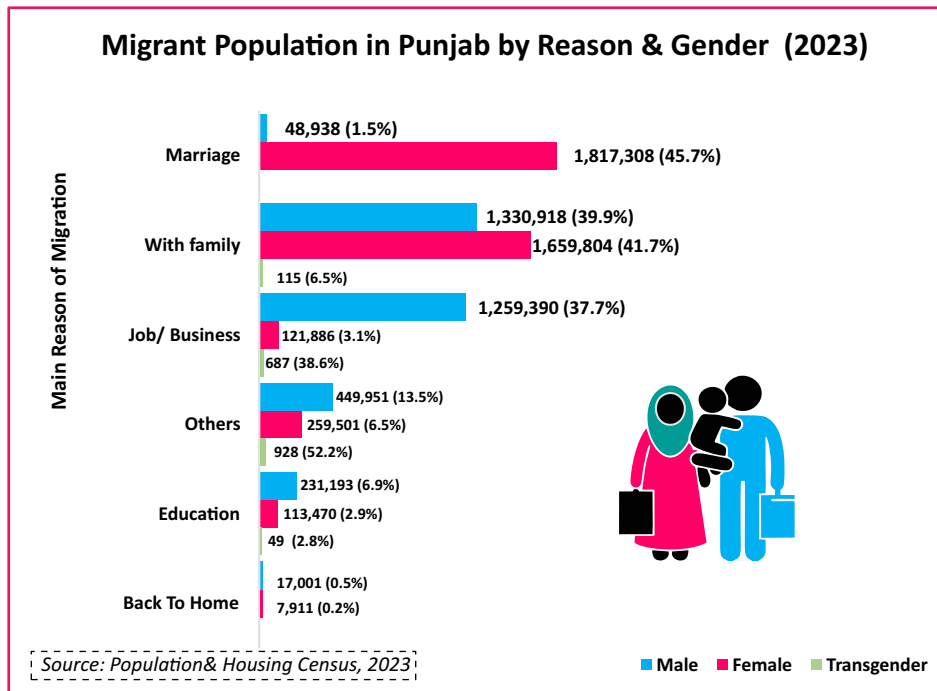 Migrant Population in Punjab by Reason & Gender (2023)
Main Reason of Migration
Marriage
48,938 (1.5%)
1,817,308 (45.7%)
With family
1,330,918 (39.9%)
1,659,804 (41.7%)
115 (6.5%)
Job/ Business
1,259,390 (37.7%)
121,886 (3.1%)
687 (38.6%)
Others
449,951 (13.5%)
259,501 (6.5%)
928 (52.2%)
Education
231,193 (6.9%)
113,470 (2.9%)
49 (2.8%)
Back To Home
17,001 (0.5%)
7,911 (0.2%)
Source: Population& Housing Census, 2023
Male Female Transgender